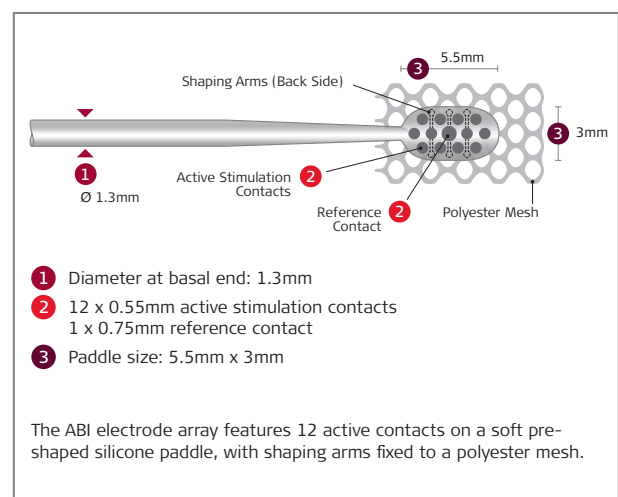 3 5.5mm
Shaping Arms (Back Side)
3 3mm
1
Ø 1.3mm
Active Stimulation 2
Contacts
Reference 2
Contact
Polyester Mesh
1 Diameter at basal end: 1.3mm
2 12 x 0.55mm active stimulation contacts
1 x 0.75mm reference contact
3 Paddle size: 5.5mm x 3mm
The ABI electrode array features 12 active contacts on a soft pre-
shaped silicone paddle, with shaping arms fixed to a polyester mesh.